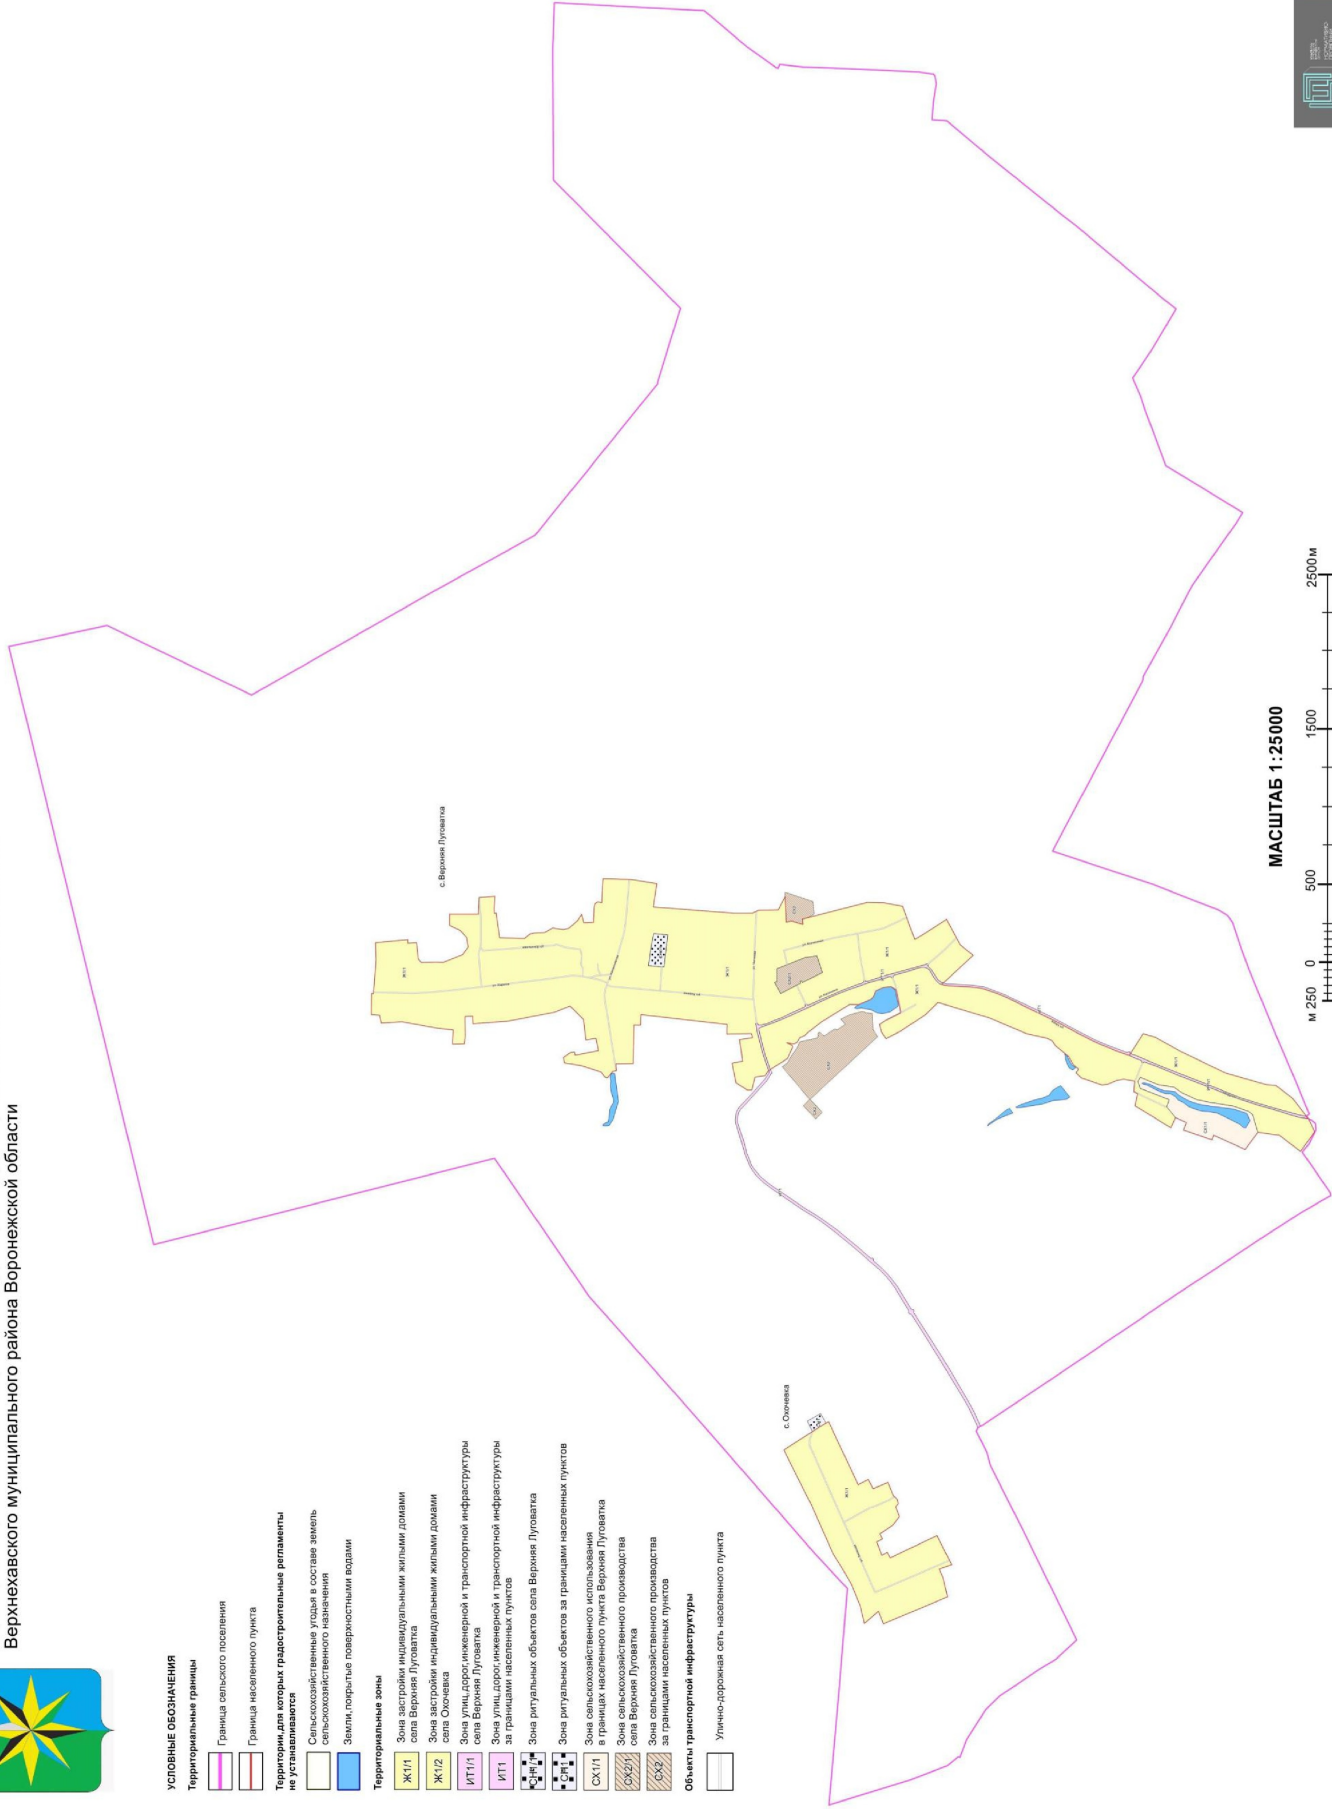 Верхнехавского муниципального района Воронежской области
УСЛОВНЫЕ ОБОЗНАЧЕНИЯ
Территориальные границы
Граница сельского поселения
Граница населенного пункта
Территории,для которых градостроительные регламенты
не устанавливаются
Сельскохозяйственные угодья в составе земель
сельскохозяйственного назначения
Земли,покрытые поверхностными водами
Территориальные зоны
Ж1/1 Зона застройки индивидуальными жилыми домами
села Верхняя Луговатка
Ж1/2 Зона застройки индивидуальными жилыми домами
села Охочевка
ИТ1/1 Зона улиц,дорог,инженерной и транспортной инфраструктуры
села Верхняя Луговатка
ИТ1 Зона улиц,дорог,инженерной и транспортной инфраструктуры
за границами населенных пунктов
СН1/1 Зона ритуальных объектов села Верхняя Луговатка
СН1 Зона ритуальных объектов за границами населенных пунктов
СХ1/1 Зона сельскохозяйственного использования
в границах населенного пункта Верхняя Луговатка
СХ2/1 Зона сельскохозяйственного производства
села Верхняя Луговатка
СХ2 Зона сельскохозяйственного производства
за границами населенных пунктов
Объекты транспортной инфраструктуры
Улично-дорожная сеть населенного пункта
с.Верхняя Луговатка
с.Охочевка
МАСШТАБ 1:25000
м 250 0 500 1500 2500м